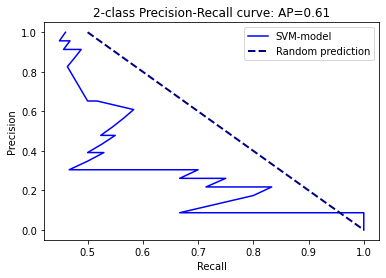 2-class Precision-Recall curve: AP=0.61
SVM-model
Random prediction
Precision
1.0
0.8
0.6
0.4
0.2
0.0
0.5 0.6 0.7 0.8 0.9 1.0
Recall